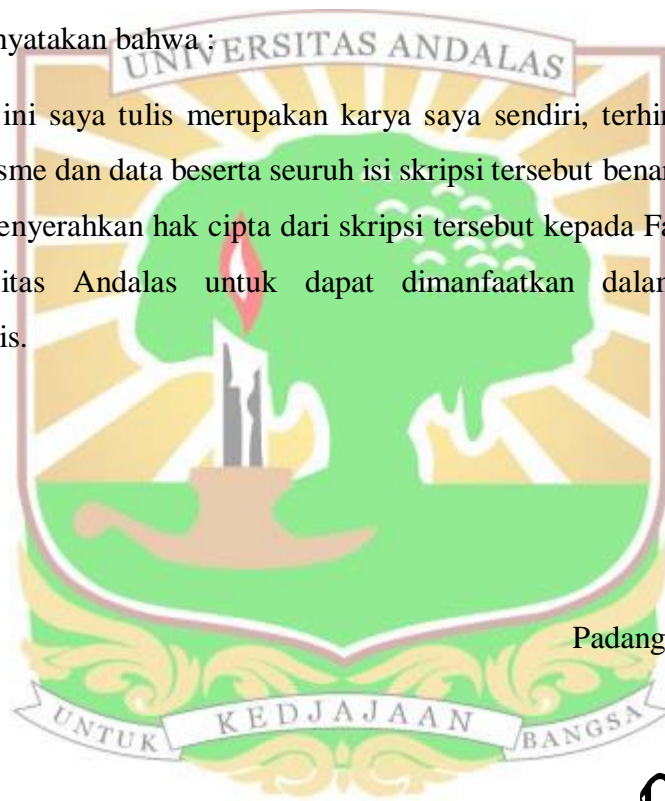 nyatakan bahwa :
UNIVERSITAS ANDALAS
ini saya tulis merupakan karya saya sendiri, terhin
sme dan data beserta seuruh isi skripsi tersebut benar
enyerahkan hak cipta dari skripsi tersebut kepada Fa
itas Andalas untuk dapat dimanfaatkan dalam
is.
Padang
UNTUK KEDJAJAAN BANGSA